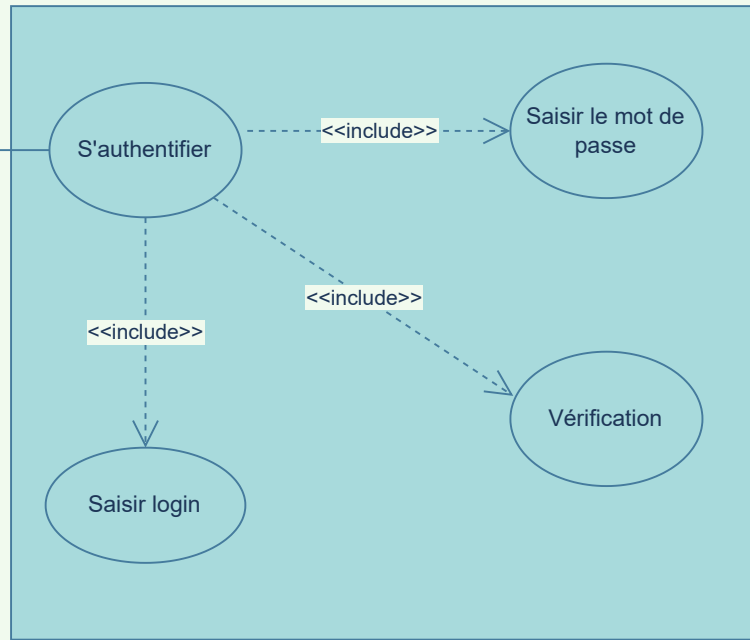 S'authentifier
<<include>>
Saisir le mot de
passe
<<include>>
<<include>>
Vérification
Saisir login